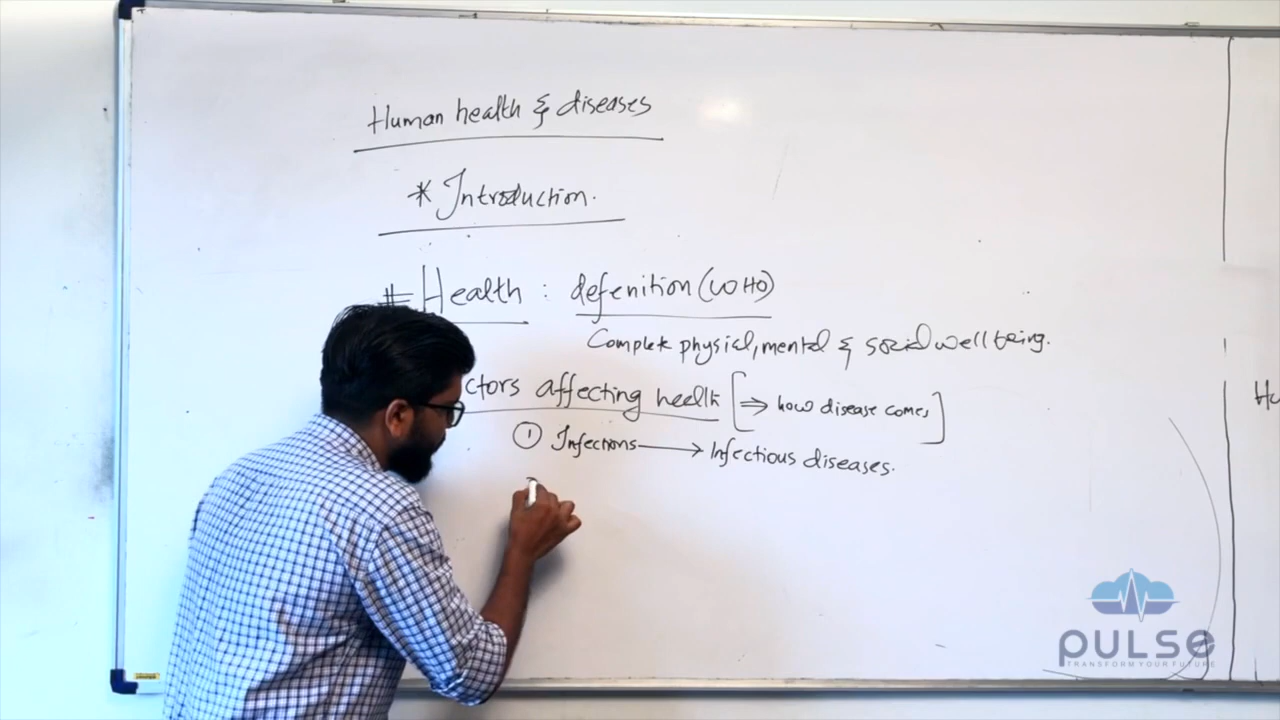 Human health & diseases
* Introduction.
# Health : defenition (WHO)
Complete physical, mental & social well being.
ctors affecting health [⇒ how disease comes]
① Infections → Infectious diseases.
Hu
pulse
TRANSFORM YOUR FUTURE